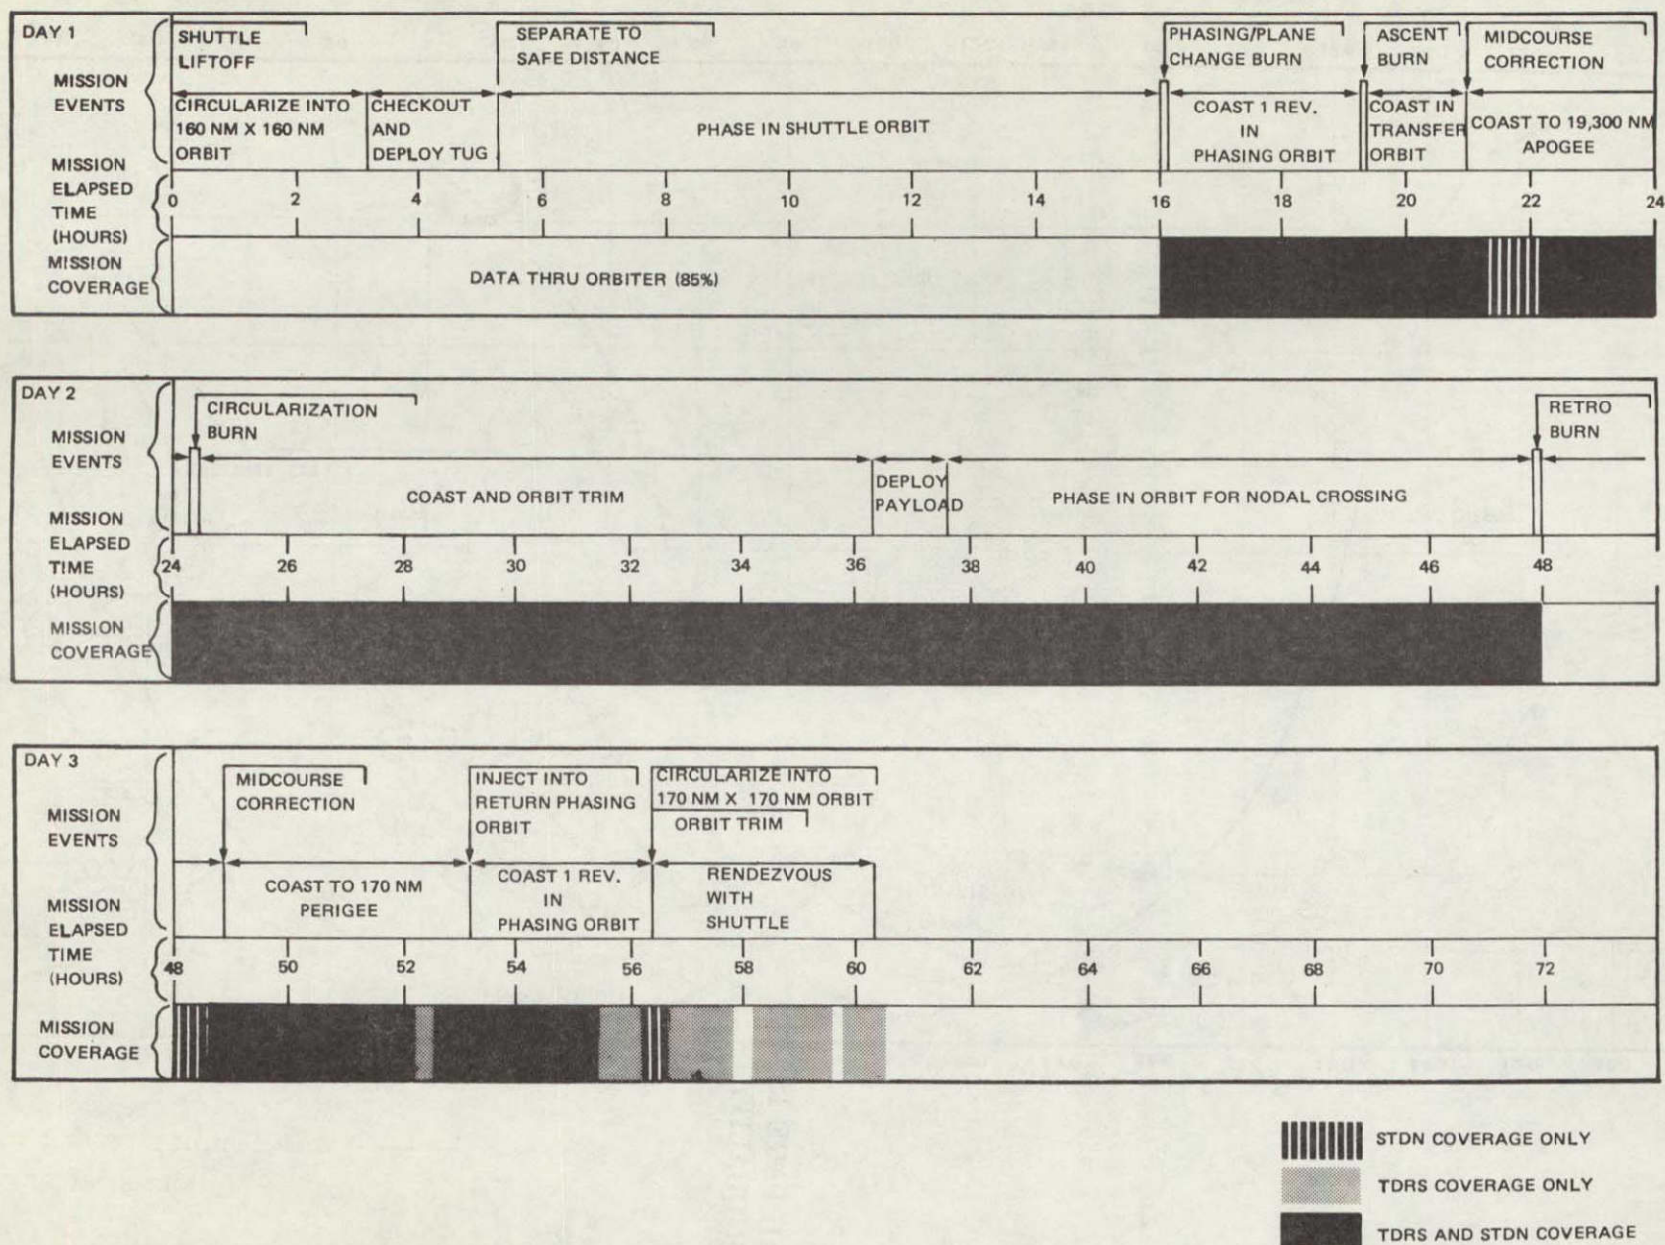 DAY 1
MISSION
EVENTS
SHUTTLE
LIFTOFF
SEPARATE TO
SAFE DISTANCE
PHASING/PLANE
CHANGE BURN
ASCENT
BURN
MIDCOURSE
CORRECTION
CIRCULARIZE INTO
160 NM X 160 NM
ORBIT
CHECKOUT
AND
DEPLOY TUG
PHASE IN SHUTTLE ORBIT
COAST 1 REV.
IN
PHASING ORBIT
COAST IN
TRANSFER
ORBIT
COAST TO 19,300 NM
APOGEE
MISSION
ELAPSED
TIME
(HOURS)
0 2 4 6 8 10 12 14 16 18 20 22 24
MISSION
COVERAGE
DATA THRU ORBITER (85%)
DAY 2
MISSION
EVENTS
CIRCULARIZATION
BURN
RETRO
BURN
COAST AND ORBIT TRIM
DEPLOY
PAYLOAD
PHASE IN ORBIT FOR NODAL CROSSING
MISSION
ELAPSED
TIME
(HOURS)
24 26 28 30 32 34 36 38 40 42 44 46 48
MISSION
COVERAGE
DAY 3
MISSION
EVENTS
MIDCOURSE
CORRECTION
INJECT INTO
RETURN PHASING
ORBIT
CIRCULARIZE INTO
170 NM X 170 NM ORBIT
ORBIT TRIM
COAST TO 170 NM
PERIGEE
COAST 1 REV.
IN
PHASING ORBIT
RENDEZVOUS
WITH
SHUTTLE
MISSION
ELAPSED
TIME
(HOURS)
48 50 52 54 56 58 60 62 64 66 68 70 72
MISSION
COVERAGE
STDN COVERAGE ONLY
TDRS COVERAGE ONLY
TDRS AND STDN COVERAGE